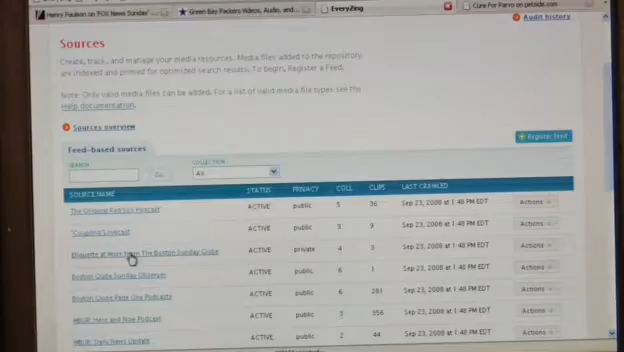 Henry Paulson on 'FOX News Sunday'
Green Bay Packers Videos, Audio, and...
EveryZing
Cure For Parvo on petside.com
Audit history
Sources
Create, track, and manage your media resources. Media files added to the repository
are indexed and primed for optimized search results. To begin, Register a Feed.
Note: Only valid media files can be added. For a list of valid media file types see the
Help documentation.
Sources overview
Register feed
Feed-based sources
SEARCH
COLLECTION
Go
All
SOURCE NAME STATUS PRIVACY COLL CLIPS LAST CRAWLED
Podcast ACTIVE public 5 36 Sep 23, 2008 at 1:48 PM EDT Actions
"Coupling" Lovecast ACTIVE public 3 9 Sep 23, 2008 at 1:48 PM EDT Actions
Etiquette at Work from The Boston Sunday Globe ACTIVE private 4 3 Sep 23, 2008 at 1:48 PM EDT Actions
Boston Globe Sunday Observer ACTIVE public 6 1 Sep 23, 2008 at 1:48 PM EDT Actions
Boston Globe Page One Podcasts ACTIVE public 6 281 Sep 23, 2008 at 1:48 PM EDT Actions
WBUR: Here and Now Podcast ACTIVE public 3 356 Sep 23, 2008 at 1:48 PM EDT Actions
WBUR: Daily News Update ACTIVE public 2 44 Sep 23, 2008 at 1:48 PM EDT Actions